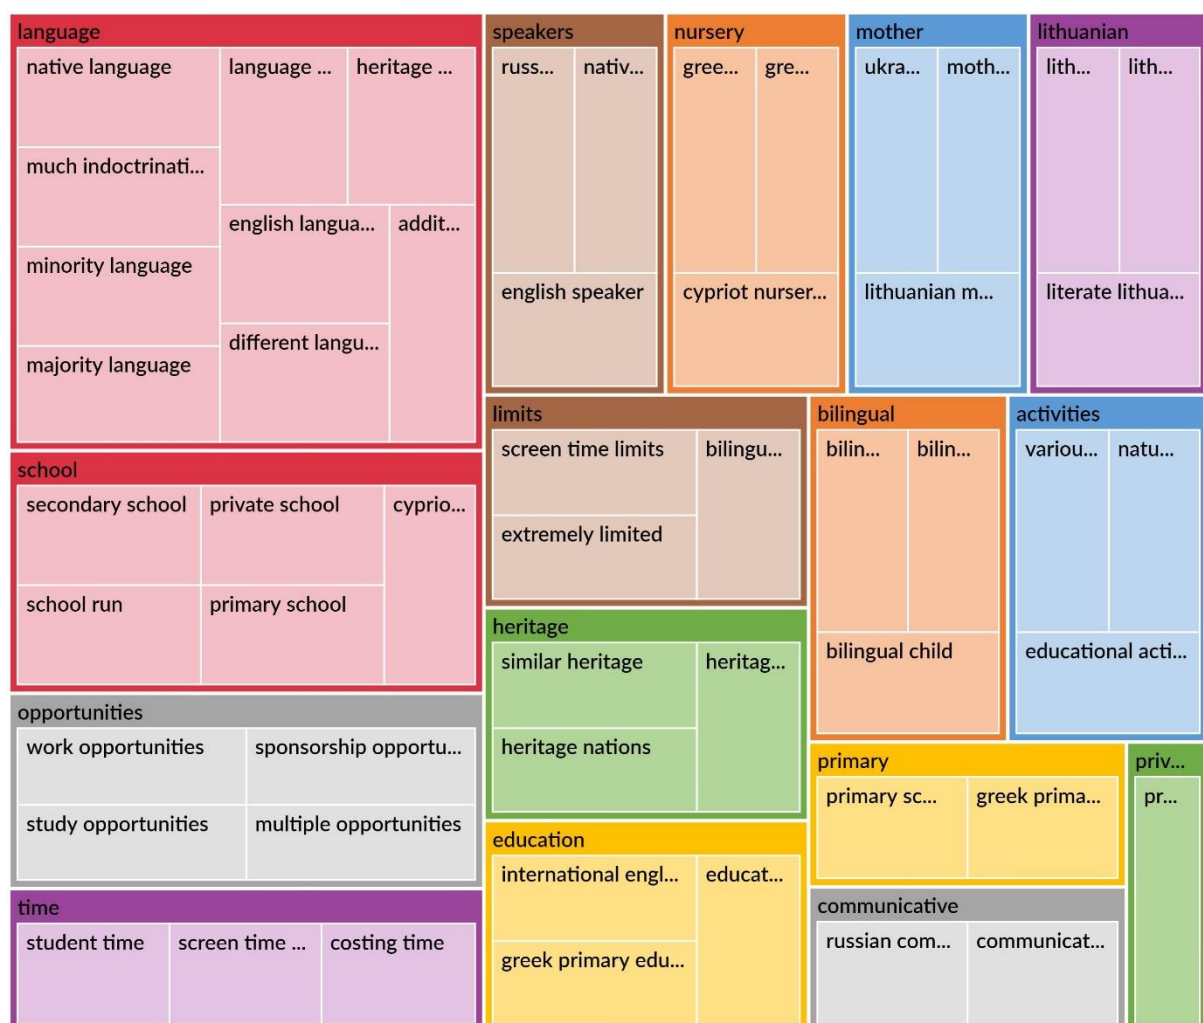 language
native language
language ...
heritage ...
much indoctrinati...
minority language
majority language
english langua...
addit...
different langu...
school
secondary school
private school
cyprio...
school run
primary school
opportunities
work opportunities
sponsorship opportu...
study opportunities
multiple opportunities
time
student time
screen time ...
costing time
speakers
russ...
nativ...
english speaker
nursery
gree...
gre...
cypriot nurser...
mother
ukra...
moth...
lithuanian m...
lithuanian
lith...
lith...
literate lithua...
limits
screen time limits
bilingu...
extremely limited
heritage
similar heritage
heritag...
heritage nations
education
international engl...
educat...
greek primary edu...
bilingual
bilin...
bilin...
bilingual child
activities
variou...
natu...
educational acti...
primary
primary sc...
greek prima...
priv...
pr...
communicative
russian com...
communicat...